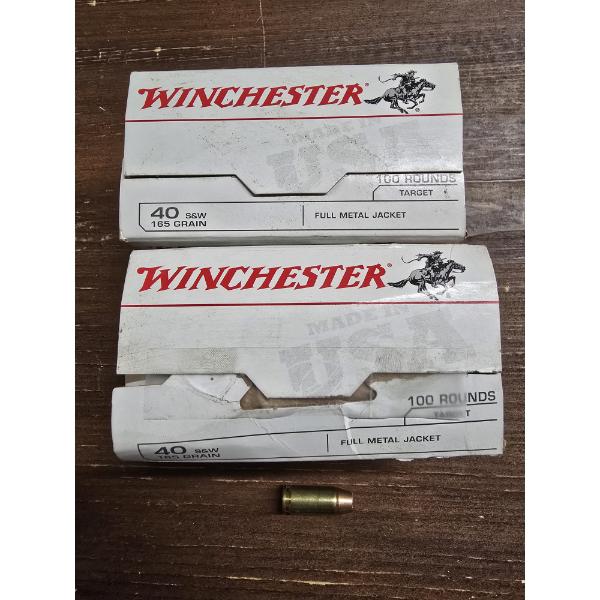 WINCHESTER
MADE IN
USA
100 ROUNDS
TARGET
40 S&W
165 GRAIN
FULL METAL JACKET
WINCHESTER
MADE IN
USA
100 ROUNDS
TARGET
40 S&W
165 GRAIN
FULL METAL JACKET